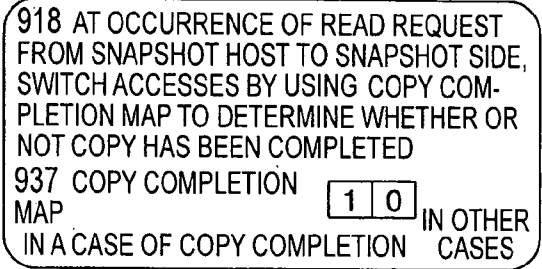 918 AT OCCURRENCE OF READ REQUEST
FROM SNAPSHOT HOST TO SNAPSHOT SIDE,
SWITCH ACCESSES BY USING COPY COM-
PLETION MAP TO DETERMINE WHETHER OR
NOT COPY HAS BEEN COMPLETED
937 COPY COMPLETION
MAP
1 0
IN OTHER
IN A CASE OF COPY COMPLETION CASES